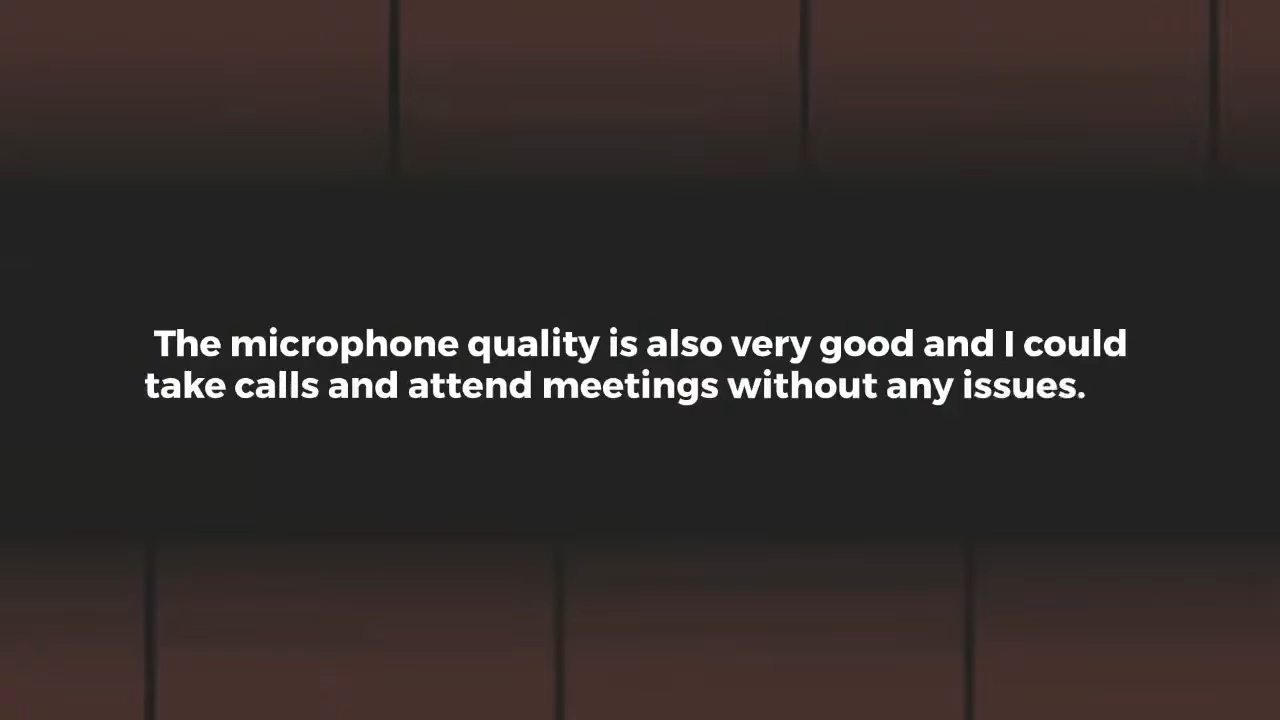 The microphone quality is also very good and I could
take calls and attend meetings without any issues.